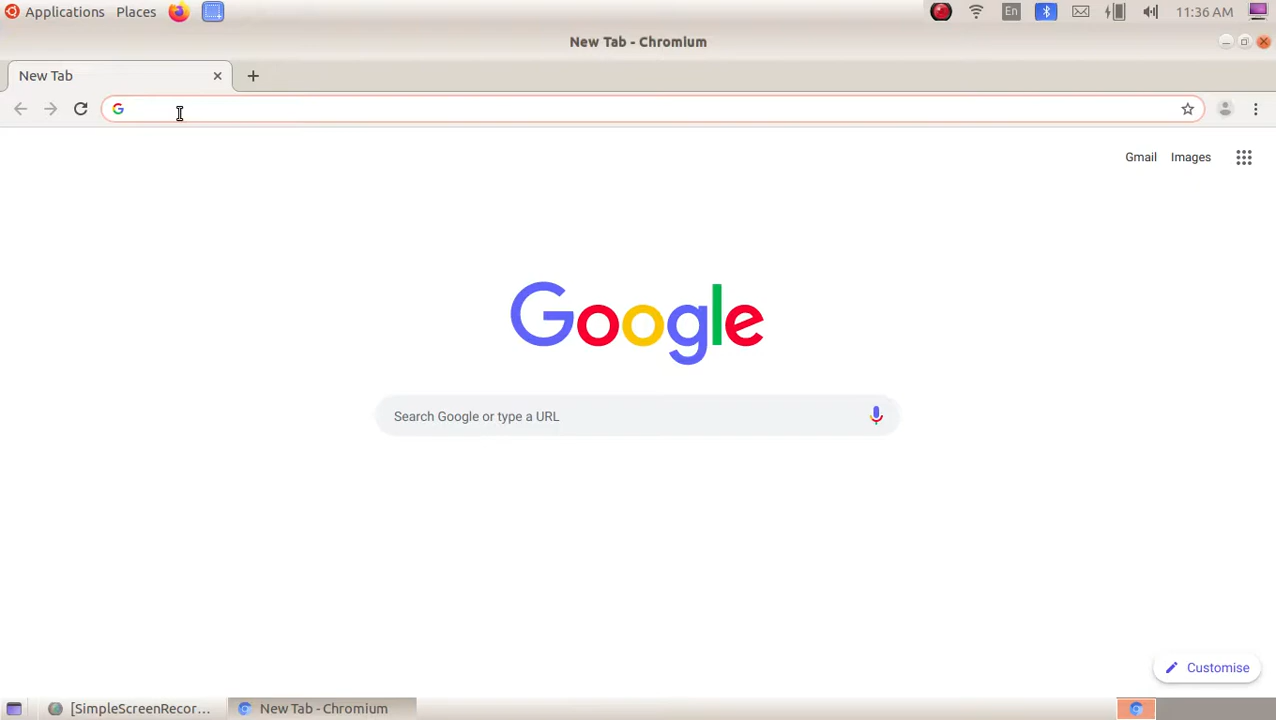 Applications Places En 11:36 AM
New Tab - Chromium
New Tab
Gmail Images
Google
Search Google or type a URL
Customise
[SimpleScreenRecor... New Tab - Chromium